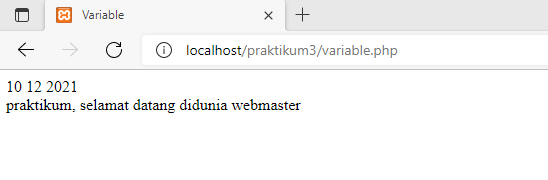 Variable
localhost/praktikum3/variable.php
10 12 2021
praktikum, selamat datang didunia webmaster